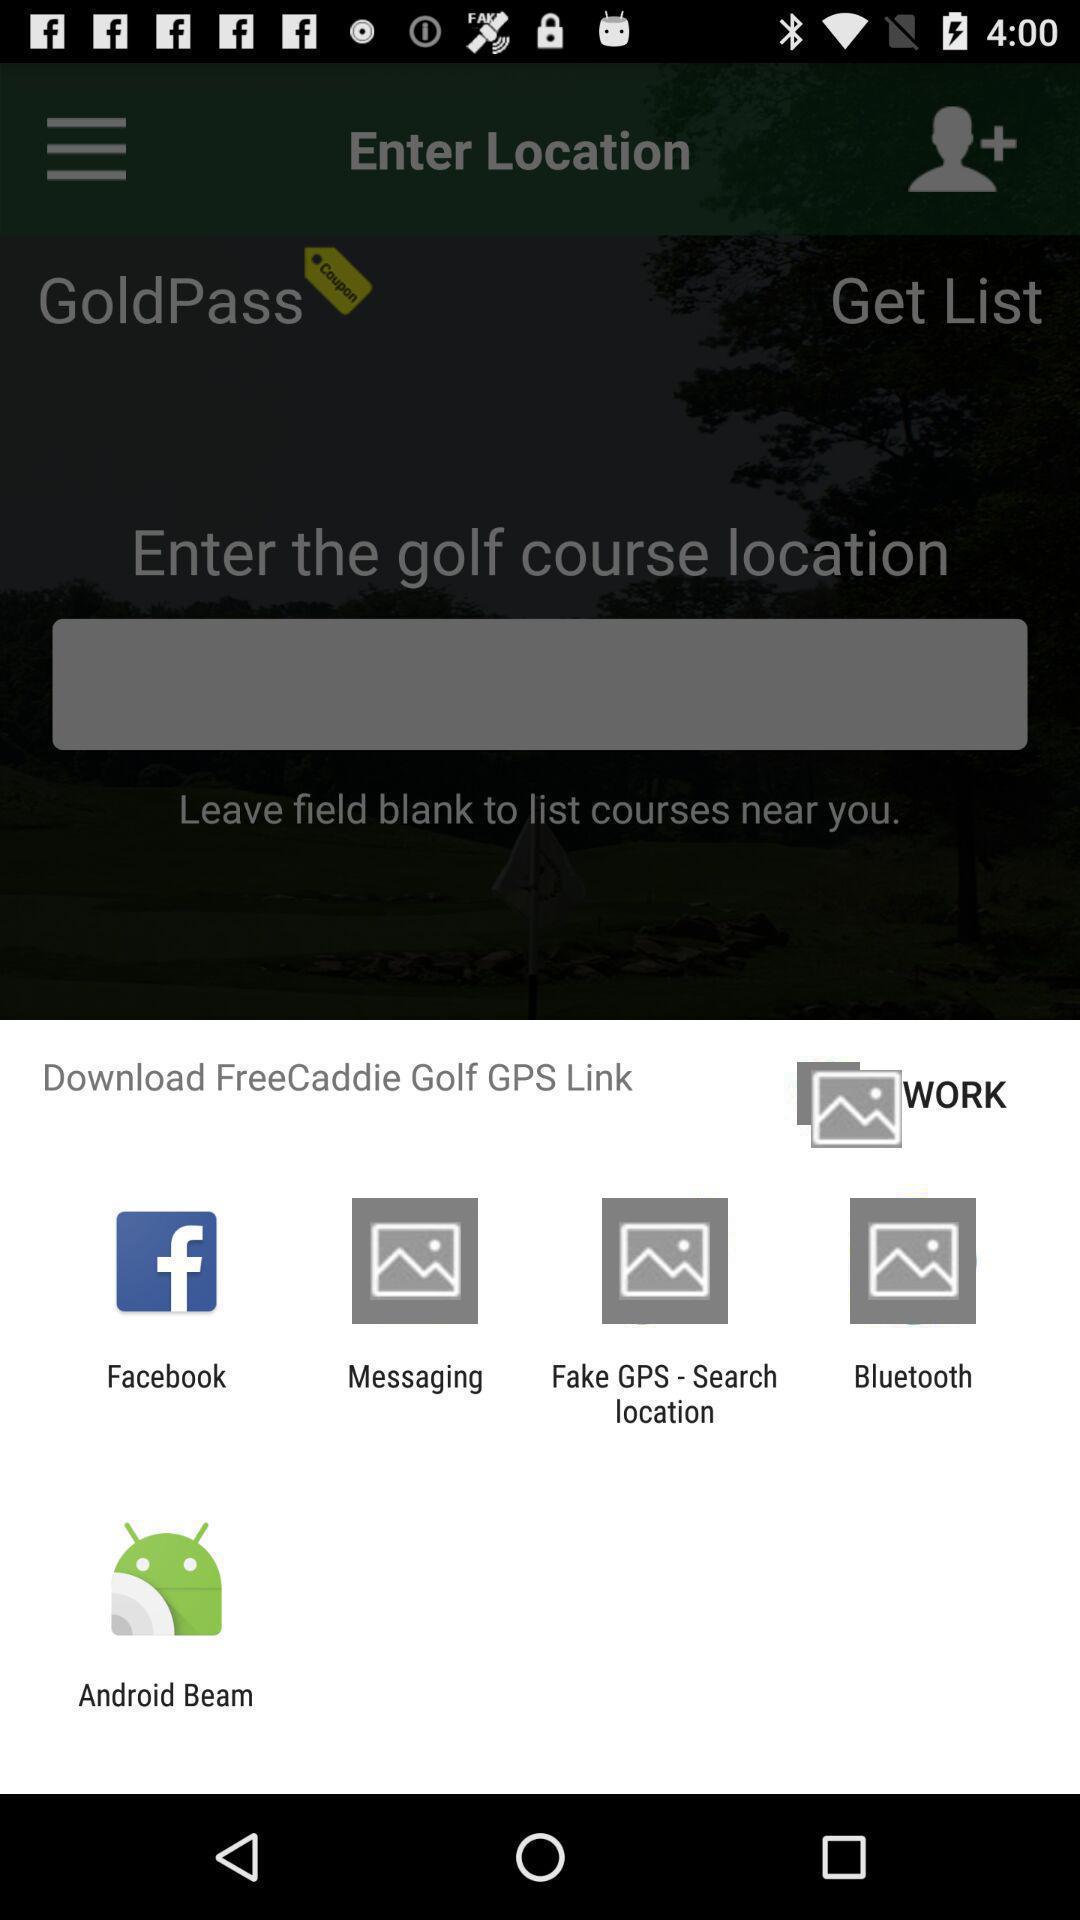 FAKE
4:00
Enter Location
GoldPass
Coupon
Get List
Enter the golf course location
Leave field blank to list courses near you.
Download FreeCaddie Golf GPS Link
WORK
Facebook
Messaging
Fake GPS - Search
location
Bluetooth
Android Beam